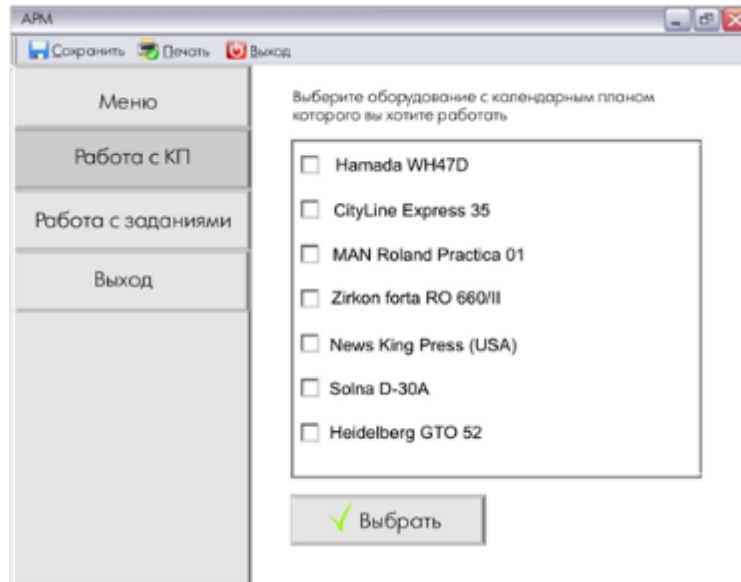 АРМ
Сохранить Печать Выход
Меню
Работа с КП
Работа с заданиями
Выход
Выберите оборудование с календарным планом
которого вы хотите работать
Hamada WH47D
CityLine Express 35
MAN Roland Practica 01
Zirkon forta RO 660/II
News King Press (USA)
Solna D-30A
Heidelberg GTO 52
Выбрать